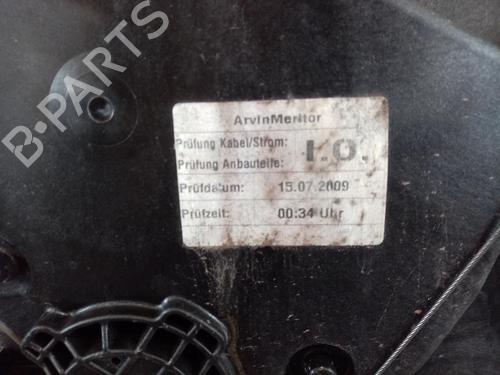 B-PARTS
ArvinMeritor
Prüfung Kabel/Strom: I.O.
Prüfung Anbauteile:
Prüfdatum: 15.07.2009
Prüfzeit: 00:34 Uhr